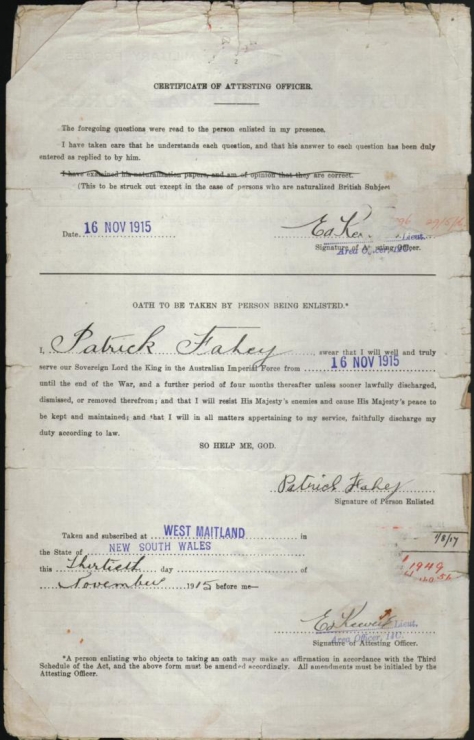 CERTIFICATE OF ATTESTING OFFICER.
The foregoing questions were read to the person enlisted in my presence.
I have taken care that he understands each question, and that his answer to each question has been duly
entered as replied to by him.
I have examined his naturalization papers, and am of opinion that they are correct.
(This to be struck out except in the case of persons who are naturalized British Subjec
Date 16 NOV 1915
Lieut.
Signature of Attesting Officer.
Area Officer,
OATH TO BE TAKEN BY PERSON BEING ENLISTED.*
I, Patrick Fahey swear that I will well and truly
serve our Sovereign Lord the King in the Australian Imperial Force from 16 NOV 1915
until the end of the War, and a further period of four months thereafter unless sooner lawfully discharged,
dismissed, or removed therefrom; and that I will resist His Majesty's enemies and cause His Majesty's peace to
be kept and maintained; and that I will in all matters appertaining to my service, faithfully discharge my
duty according to law.
SO HELP ME, GOD.
Patrick Fahey
Signature of Person Enlisted
Taken and subscribed at WEST MAITLAND in
the State of NEW SOUTH WALES
this Thirtieth day of
November 1915 before me—
7/8/17
1949
Lieut.
Area Officer,
Signature of Attesting Officer.
*A person enlisting who objects to taking an oath may make an affirmation in accordance with the Third
Schedule of the Act, and the above form must be amended accordingly. All amendments must be initialed by the
Attesting Officer.